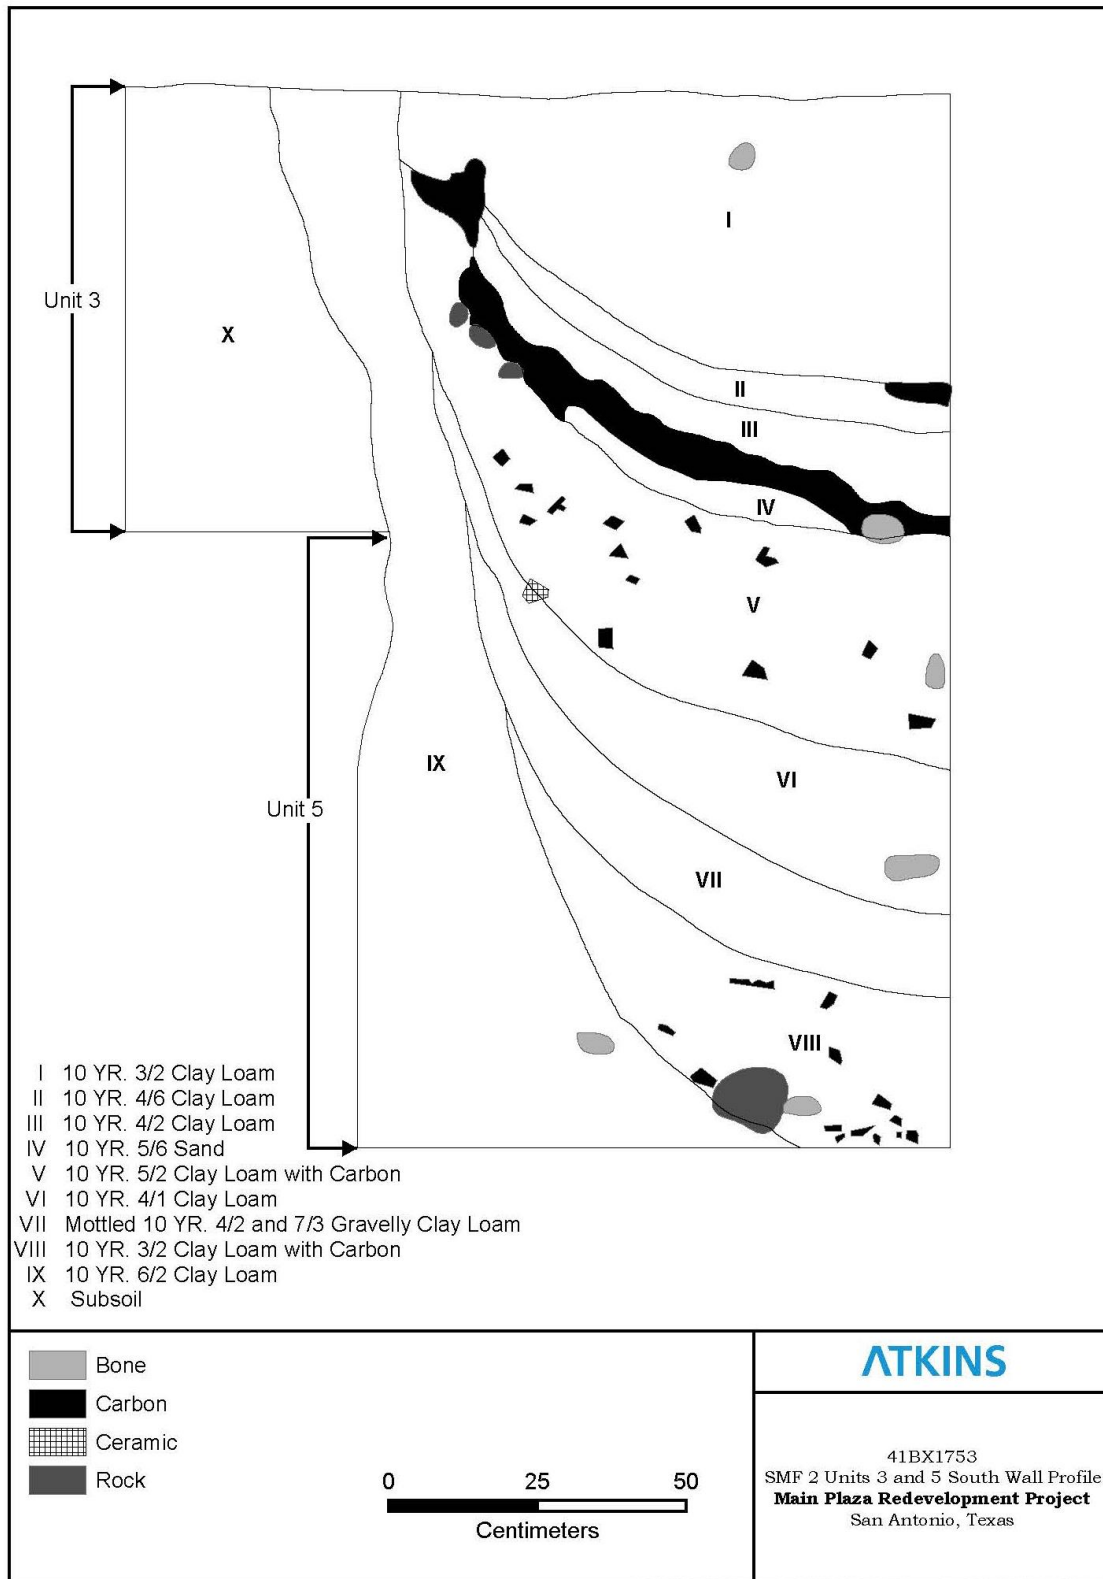 I
Unit 3
X
II
III
IV
V
IX
VI
Unit 5
VII
VIII
I 10 YR. 3/2 Clay Loam
II 10 YR. 4/6 Clay Loam
III 10 YR. 4/2 Clay Loam
IV 10 YR. 5/6 Sand
V 10 YR. 5/2 Clay Loam with Carbon
VI 10 YR. 4/1 Clay Loam
VII Mottled 10 YR. 4/2 and 7/3 Gravelly Clay Loam
VIII 10 YR. 3/2 Clay Loam with Carbon
IX 10 YR. 6/2 Clay Loam
X Subsoil
Bone
Carbon
Ceramic
Rock
0 25 50
Centimeters
ATKINS
41BX1753
SMF 2 Units 3 and 5 South Wall Profile
Main Plaza Redevelopment Project
San Antonio, Texas